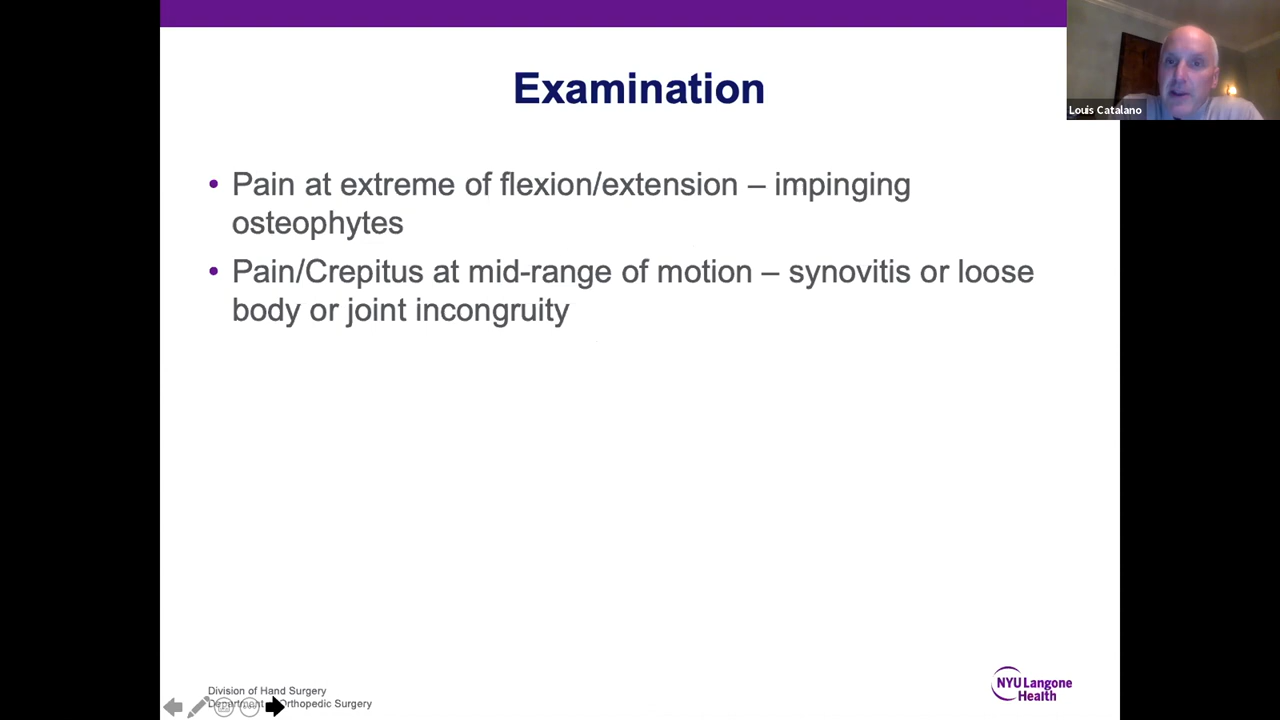 Examination
Louis Catalano
• Pain at extreme of flexion/extension – impinging
osteophytes
• Pain/Crepitus at mid-range of motion – synovitis or loose
body or joint incongruity
Division of Hand Surgery
Orthopedic Surgery
NYU Langone
Health